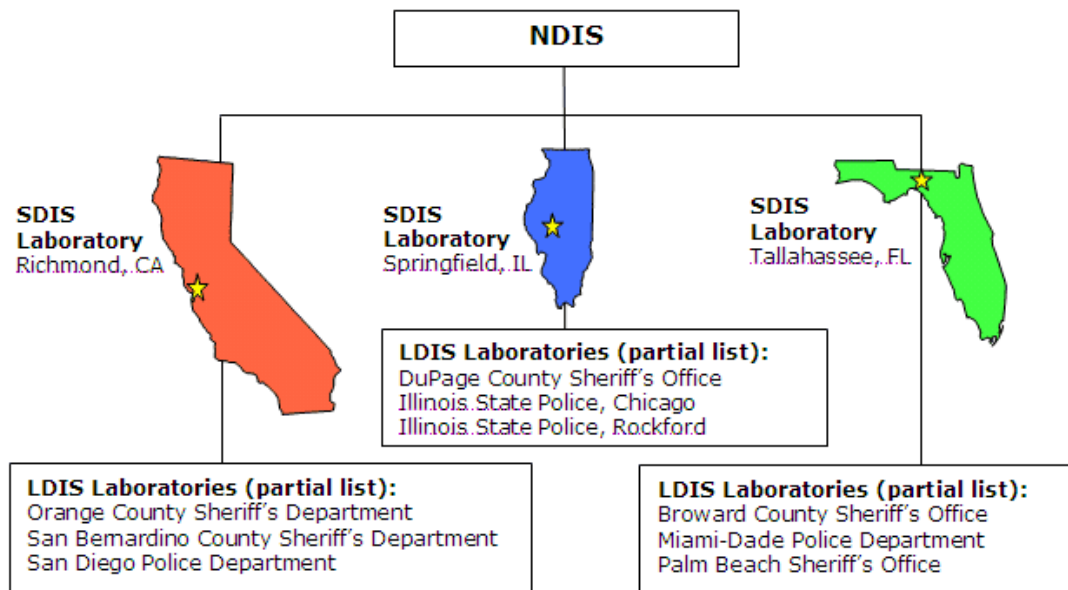 NDIS
SDIS
Laboratory
Richmond, CA
SDIS
Laboratory
Springfield, IL
SDIS
Laboratory
Tallahassee, FL
LDIS Laboratories (partial list):
DuPage County Sheriff's Office
Illinois State Police, Chicago
Illinois State Police, Rockford
LDIS Laboratories (partial list):
Orange County Sheriff's Department
San Bernardino County Sheriff's Department
San Diego Police Department
LDIS Laboratories (partial list):
Broward County Sheriff's Office
Miami-Dade Police Department
Palm Beach Sheriff's Office